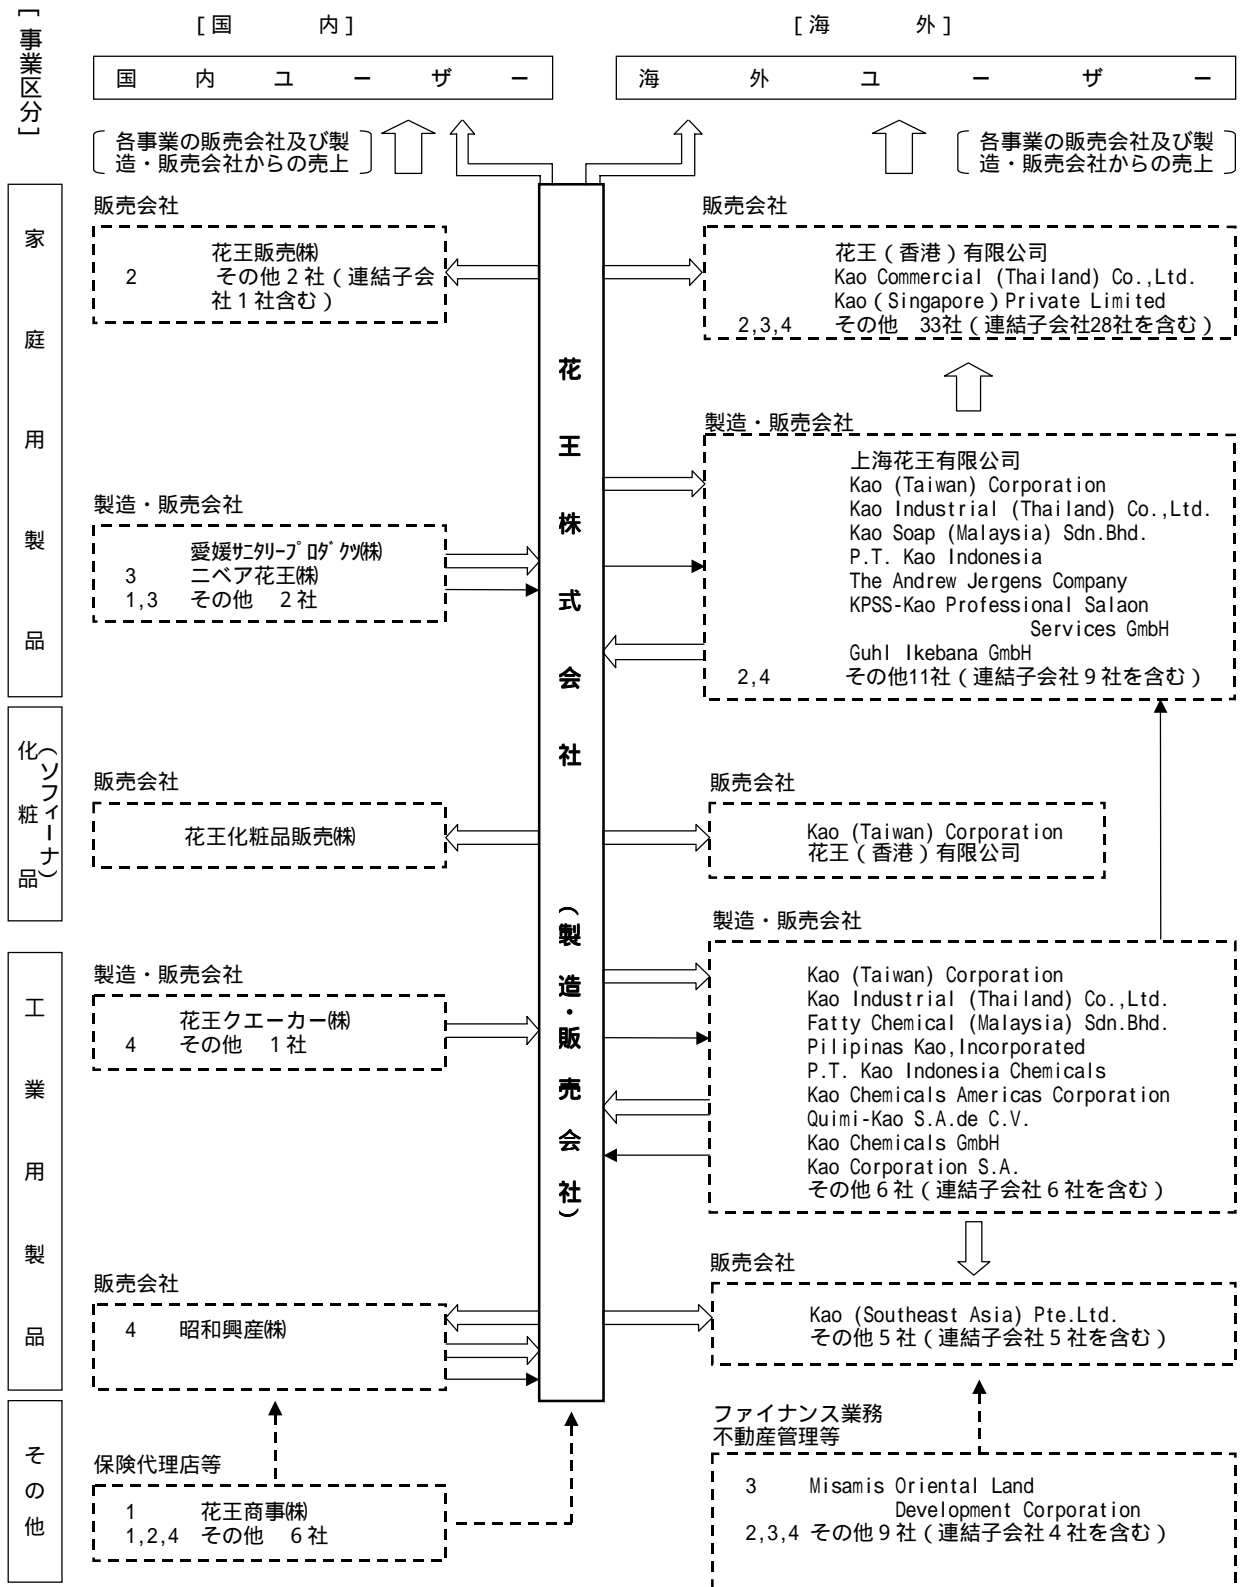 [事業区分]
[国 内]
[海 外]
国内ユーザー
海外ユーザー
各事業の販売会社及び製
造・販売会社からの売上
各事業の販売会社及び製
造・販売会社からの売上
家庭用製品
販売会社
花王販売㈱
2 その他2社(連結子会
社1社含む)
製造・販売会社
愛媛ｻﾆﾀﾘｰﾌﾟﾛﾀﾞｸﾂ㈱
3 ニベア花王㈱
1,3 その他 2社
花王株式会社
(製造・販売会社)
販売会社
花王(香港)有限公司
Kao Commercial (Thailand) Co.,Ltd.
Kao(Singapore)Private Limited
2,3,4 その他 33社(連結子会社28社を含む)
製造・販売会社
上海花王有限公司
Kao (Taiwan) Corporation
Kao Industrial (Thailand) Co.,Ltd.
Kao Soap (Malaysia) Sdn.Bhd.
P.T. Kao Indonesia
The Andrew Jergens Company
KPSS-Kao Professional Salaon
Services GmbH
Guhl Ikebana GmbH
2,4 その他11社(連結子会社9社を含む)
化粧品
(ソフィーナ)
販売会社
花王化粧品販売㈱
販売会社
Kao (Taiwan) Corporation
花王(香港)有限公司
工業用製品
製造・販売会社
花王クエーカー㈱
4 その他 1社
販売会社
4 昭和興産㈱
製造・販売会社
Kao (Taiwan) Corporation
Kao Industrial (Thailand) Co.,Ltd.
Fatty Chemical (Malaysia) Sdn.Bhd.
Pilipinas Kao,Incorporated
P.T. Kao Indonesia Chemicals
Kao Chemicals Americas Corporation
Quimi-Kao S.A.de C.V.
Kao Chemicals GmbH
Kao Corporation S.A.
その他6社(連結子会社6社を含む)
販売会社
Kao (Southeast Asia) Pte.Ltd.
その他5社(連結子会社5社を含む)
その他
保険代理店等
1 花王商事㈱
1,2,4 その他 6社
ファイナンス業務
不動産管理等
3 Misamis Oriental Land
Development Corporation
2,3,4 その他9社(連結子会社4社を含む)